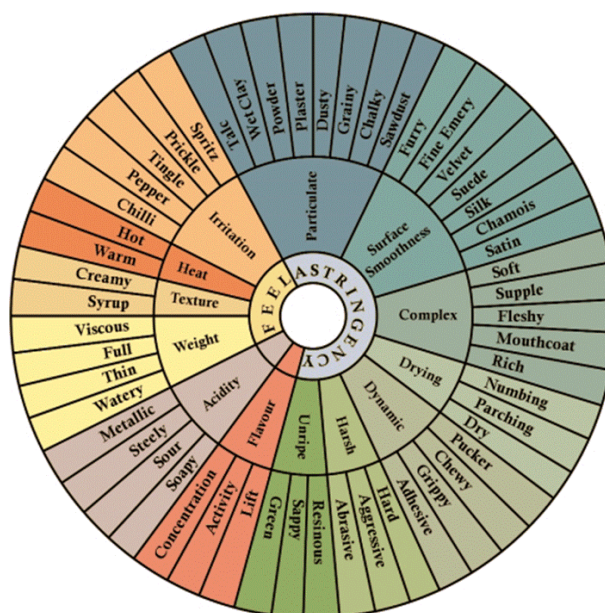 FEEL
ASTRINGENCY
Particulate
Surface
Smoothness
Complex
Drying
Dynamic
Harsh
Unripe
Flavour
Acidity
Weight
Texture
Heat
Irritation
Talc
Wet Clay
Powder
Plaster
Dusty
Grainy
Chalky
Sawdust
Furry
Fine Emery
Velvet
Suede
Silk
Chamois
Satin
Soft
Supple
Fleshy
Mouthcoat
Rich
Numbing
Parching
Dry
Pucker
Chewy
Grippy
Adhesive
Hard
Aggressive
Abrasive
Resinous
Sappy
Green
Lift
Activity
Concentration
Soapy
Sour
Steely
Metallic
Watery
Thin
Full
Viscous
Syrup
Creamy
Warm
Hot
Chilli
Pepper
Tingle
Prickle
Spritz